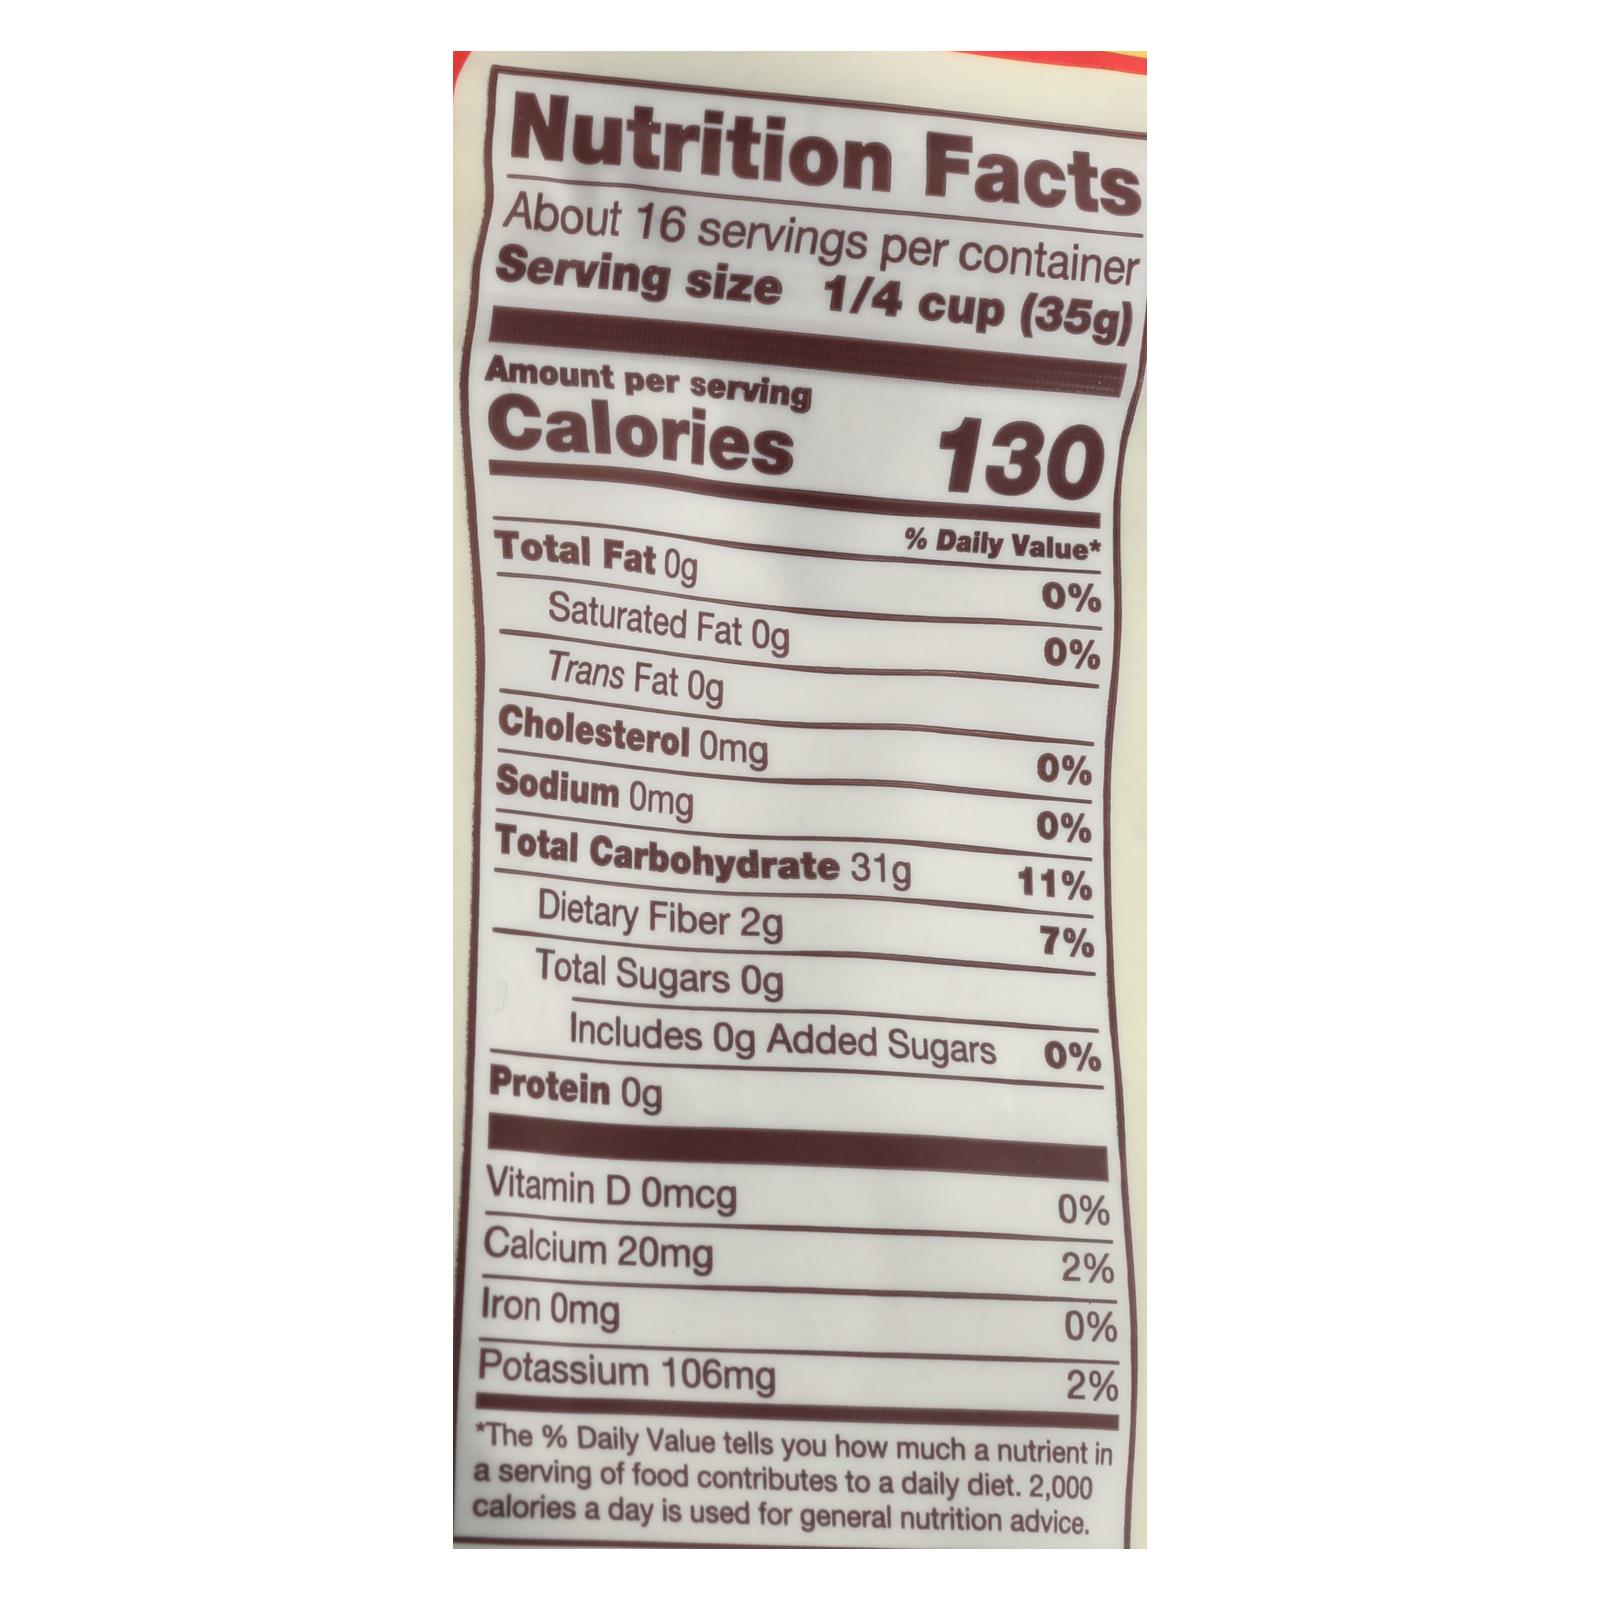 Nutrition Facts
About 16 servings per container
Serving size 1/4 cup (35g)
Amount per serving
Calories 130
% Daily Value*
Total Fat 0g 0%
Saturated Fat 0g 0%
Trans Fat 0g
Cholesterol 0mg 0%
Sodium 0mg 0%
Total Carbohydrate 31g 11%
Dietary Fiber 2g 7%
Total Sugars 0g
Includes 0g Added Sugars 0%
Protein 0g
Vitamin D 0mcg 0%
Calcium 20mg 2%
Iron 0mg 0%
Potassium 106mg 2%
*The % Daily Value tells you how much a nutrient in
a serving of food contributes to a daily diet. 2,000
calories a day is used for general nutrition advice.